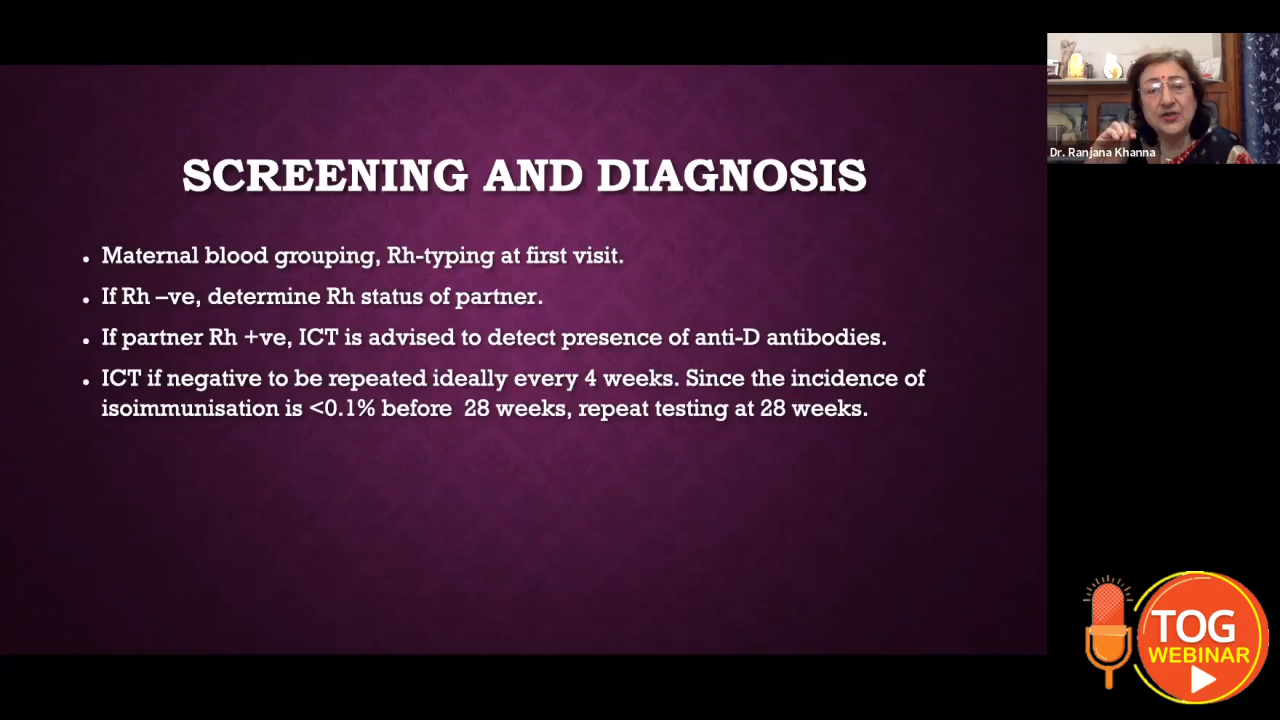 SCREENING AND DIAGNOSIS
• Maternal blood grouping, Rh-typing at first visit.
• If Rh –ve, determine Rh status of partner.
• If partner Rh +ve, ICT is advised to detect presence of anti-D antibodies.
• ICT if negative to be repeated ideally every 4 weeks. Since the incidence of
isoimmunisation is <0.1% before  28 weeks, repeat testing at 28 weeks.
Dr. Ranjana Khanna
TOG
WEBINAR